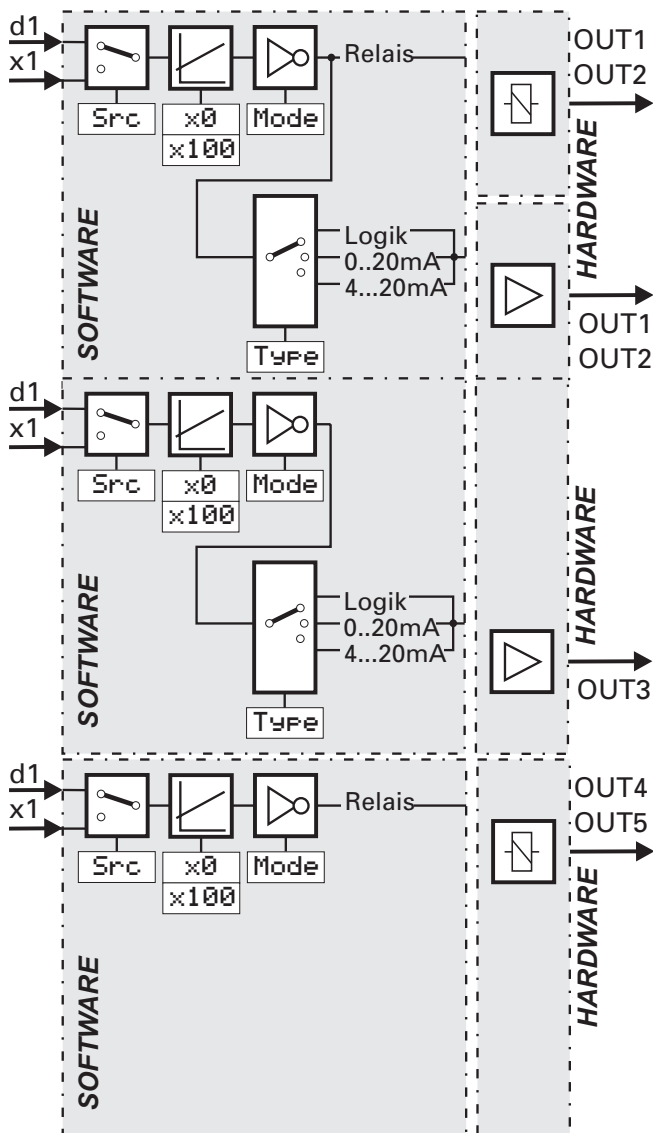 d1
x1
Src
x0
x100
Mode
Relais
OUT1
OUT2
HARDWARE
SOFTWARE
Logik
0..20mA
4...20mA
Type
OUT1
OUT2
d1
x1
Src
x0
x100
Mode
HARDWARE
SOFTWARE
Logik
0..20mA
4...20mA
Type
OUT3
d1
x1
Src
x0
x100
Mode
Relais
OUT4
OUT5
HARDWARE
SOFTWARE